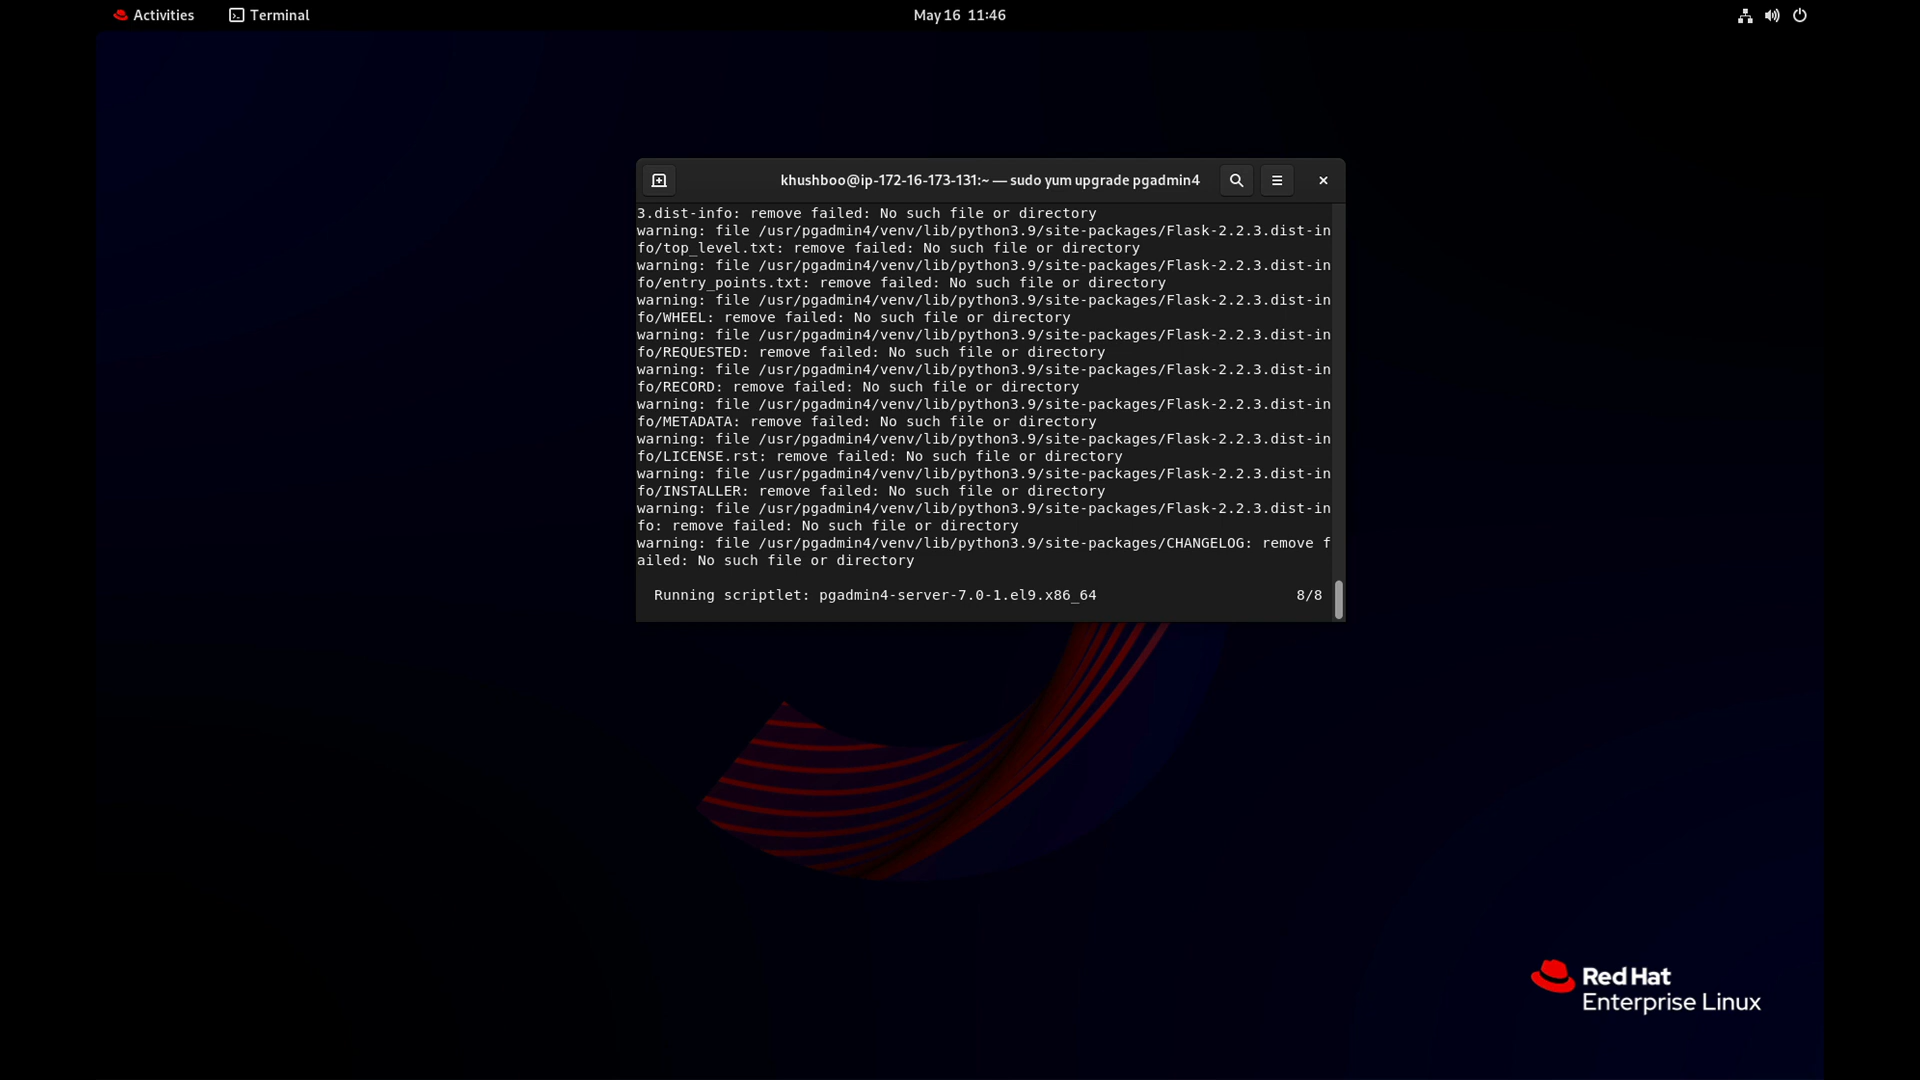 Activities Terminal May 16 11:46
khushboo@ip-172-16-173-131:~ — sudo yum upgrade pgadmin4
3.dist-info: remove failed: No such file or directory
warning: file /usr/pgadmin4/venv/lib/python3.9/site-packages/Flask-2.2.3.dist-in
fo/top_level.txt: remove failed: No such file or directory
warning: file /usr/pgadmin4/venv/lib/python3.9/site-packages/Flask-2.2.3.dist-in
fo/entry_points.txt: remove failed: No such file or directory
warning: file /usr/pgadmin4/venv/lib/python3.9/site-packages/Flask-2.2.3.dist-in
fo/WHEEL: remove failed: No such file or directory
warning: file /usr/pgadmin4/venv/lib/python3.9/site-packages/Flask-2.2.3.dist-in
fo/REQUESTED: remove failed: No such file or directory
warning: file /usr/pgadmin4/venv/lib/python3.9/site-packages/Flask-2.2.3.dist-in
fo/RECORD: remove failed: No such file or directory
warning: file /usr/pgadmin4/venv/lib/python3.9/site-packages/Flask-2.2.3.dist-in
fo/METADATA: remove failed: No such file or directory
warning: file /usr/pgadmin4/venv/lib/python3.9/site-packages/Flask-2.2.3.dist-in
fo/LICENSE.rst: remove failed: No such file or directory
warning: file /usr/pgadmin4/venv/lib/python3.9/site-packages/Flask-2.2.3.dist-in
fo/INSTALLER: remove failed: No such file or directory
warning: file /usr/pgadmin4/venv/lib/python3.9/site-packages/Flask-2.2.3.dist-in
fo: remove failed: No such file or directory
warning: file /usr/pgadmin4/venv/lib/python3.9/site-packages/CHANGELOG: remove f
ailed: No such file or directory
Running scriptlet: pgadmin4-server-7.0-1.el9.x86_64 8/8
Red Hat
Enterprise Linux